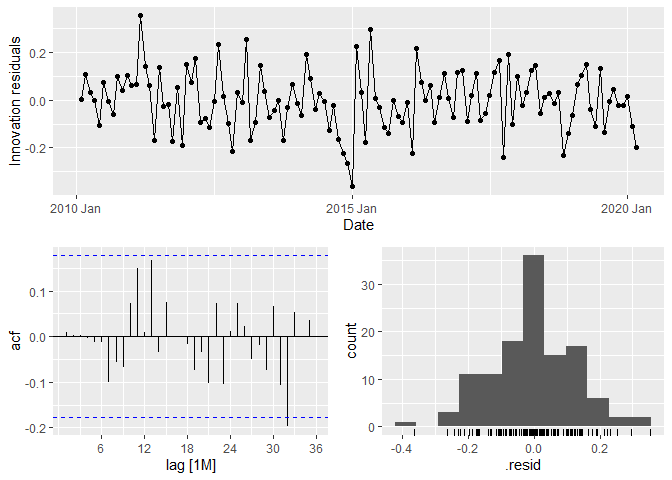 Innovation residuals
0.2
0.0
-0.2
2010 Jan 2015 Jan 2020 Jan
Date
acf
0.1
0.0
-0.1
-0.2
6 12 18 24 30 36
lag [1M]
count
30
20
10
0
-0.4 -0.2 0.0 0.2
.resid